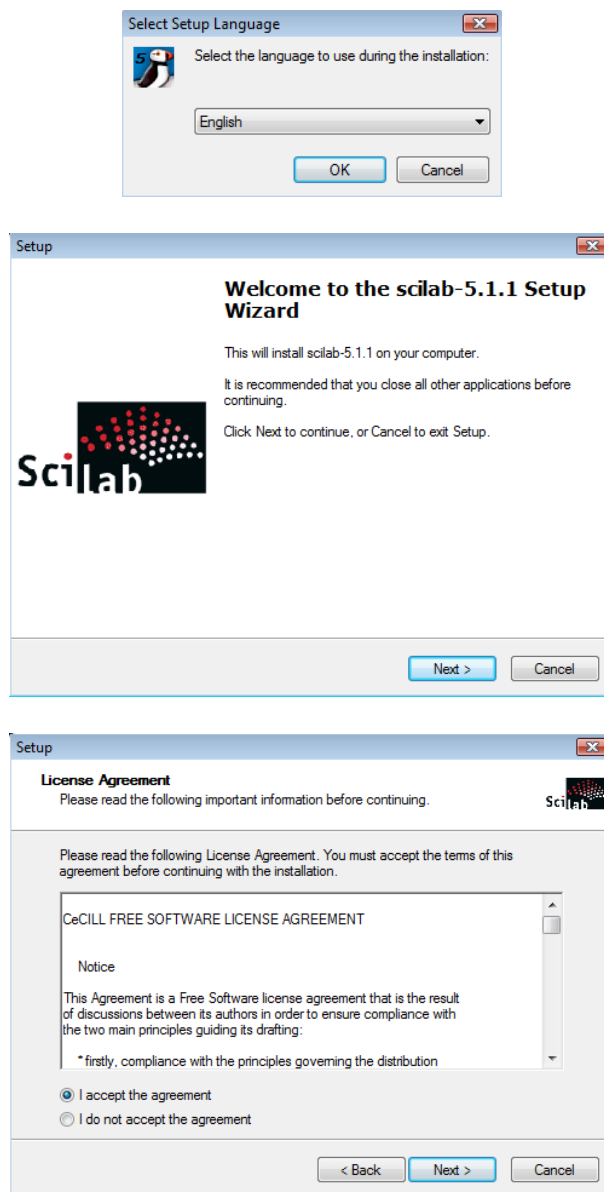 Select Setup Language
5
Select the language to use during the installation:
English
OK Cancel
Setup
Welcome to the scilab-5.1.1 Setup
Wizard
This will install scilab-5.1.1 on your computer.
It is recommended that you close all other applications before
continuing.
Click Next to continue, or Cancel to exit Setup.
Scilab
Next > Cancel
Setup
License Agreement
Please read the following important information before continuing.
Scilab
Please read the following License Agreement. You must accept the terms of this
agreement before continuing with the installation.
CeCILL FREE SOFTWARE LICENSE AGREEMENT
Notice
This Agreement is a Free Software license agreement that is the result
of discussions between its authors in order to ensure compliance with
the two main principles guiding its drafting:
* firstly, compliance with the principles governing the distribution
I accept the agreement
I do not accept the agreement
< Back Next > Cancel